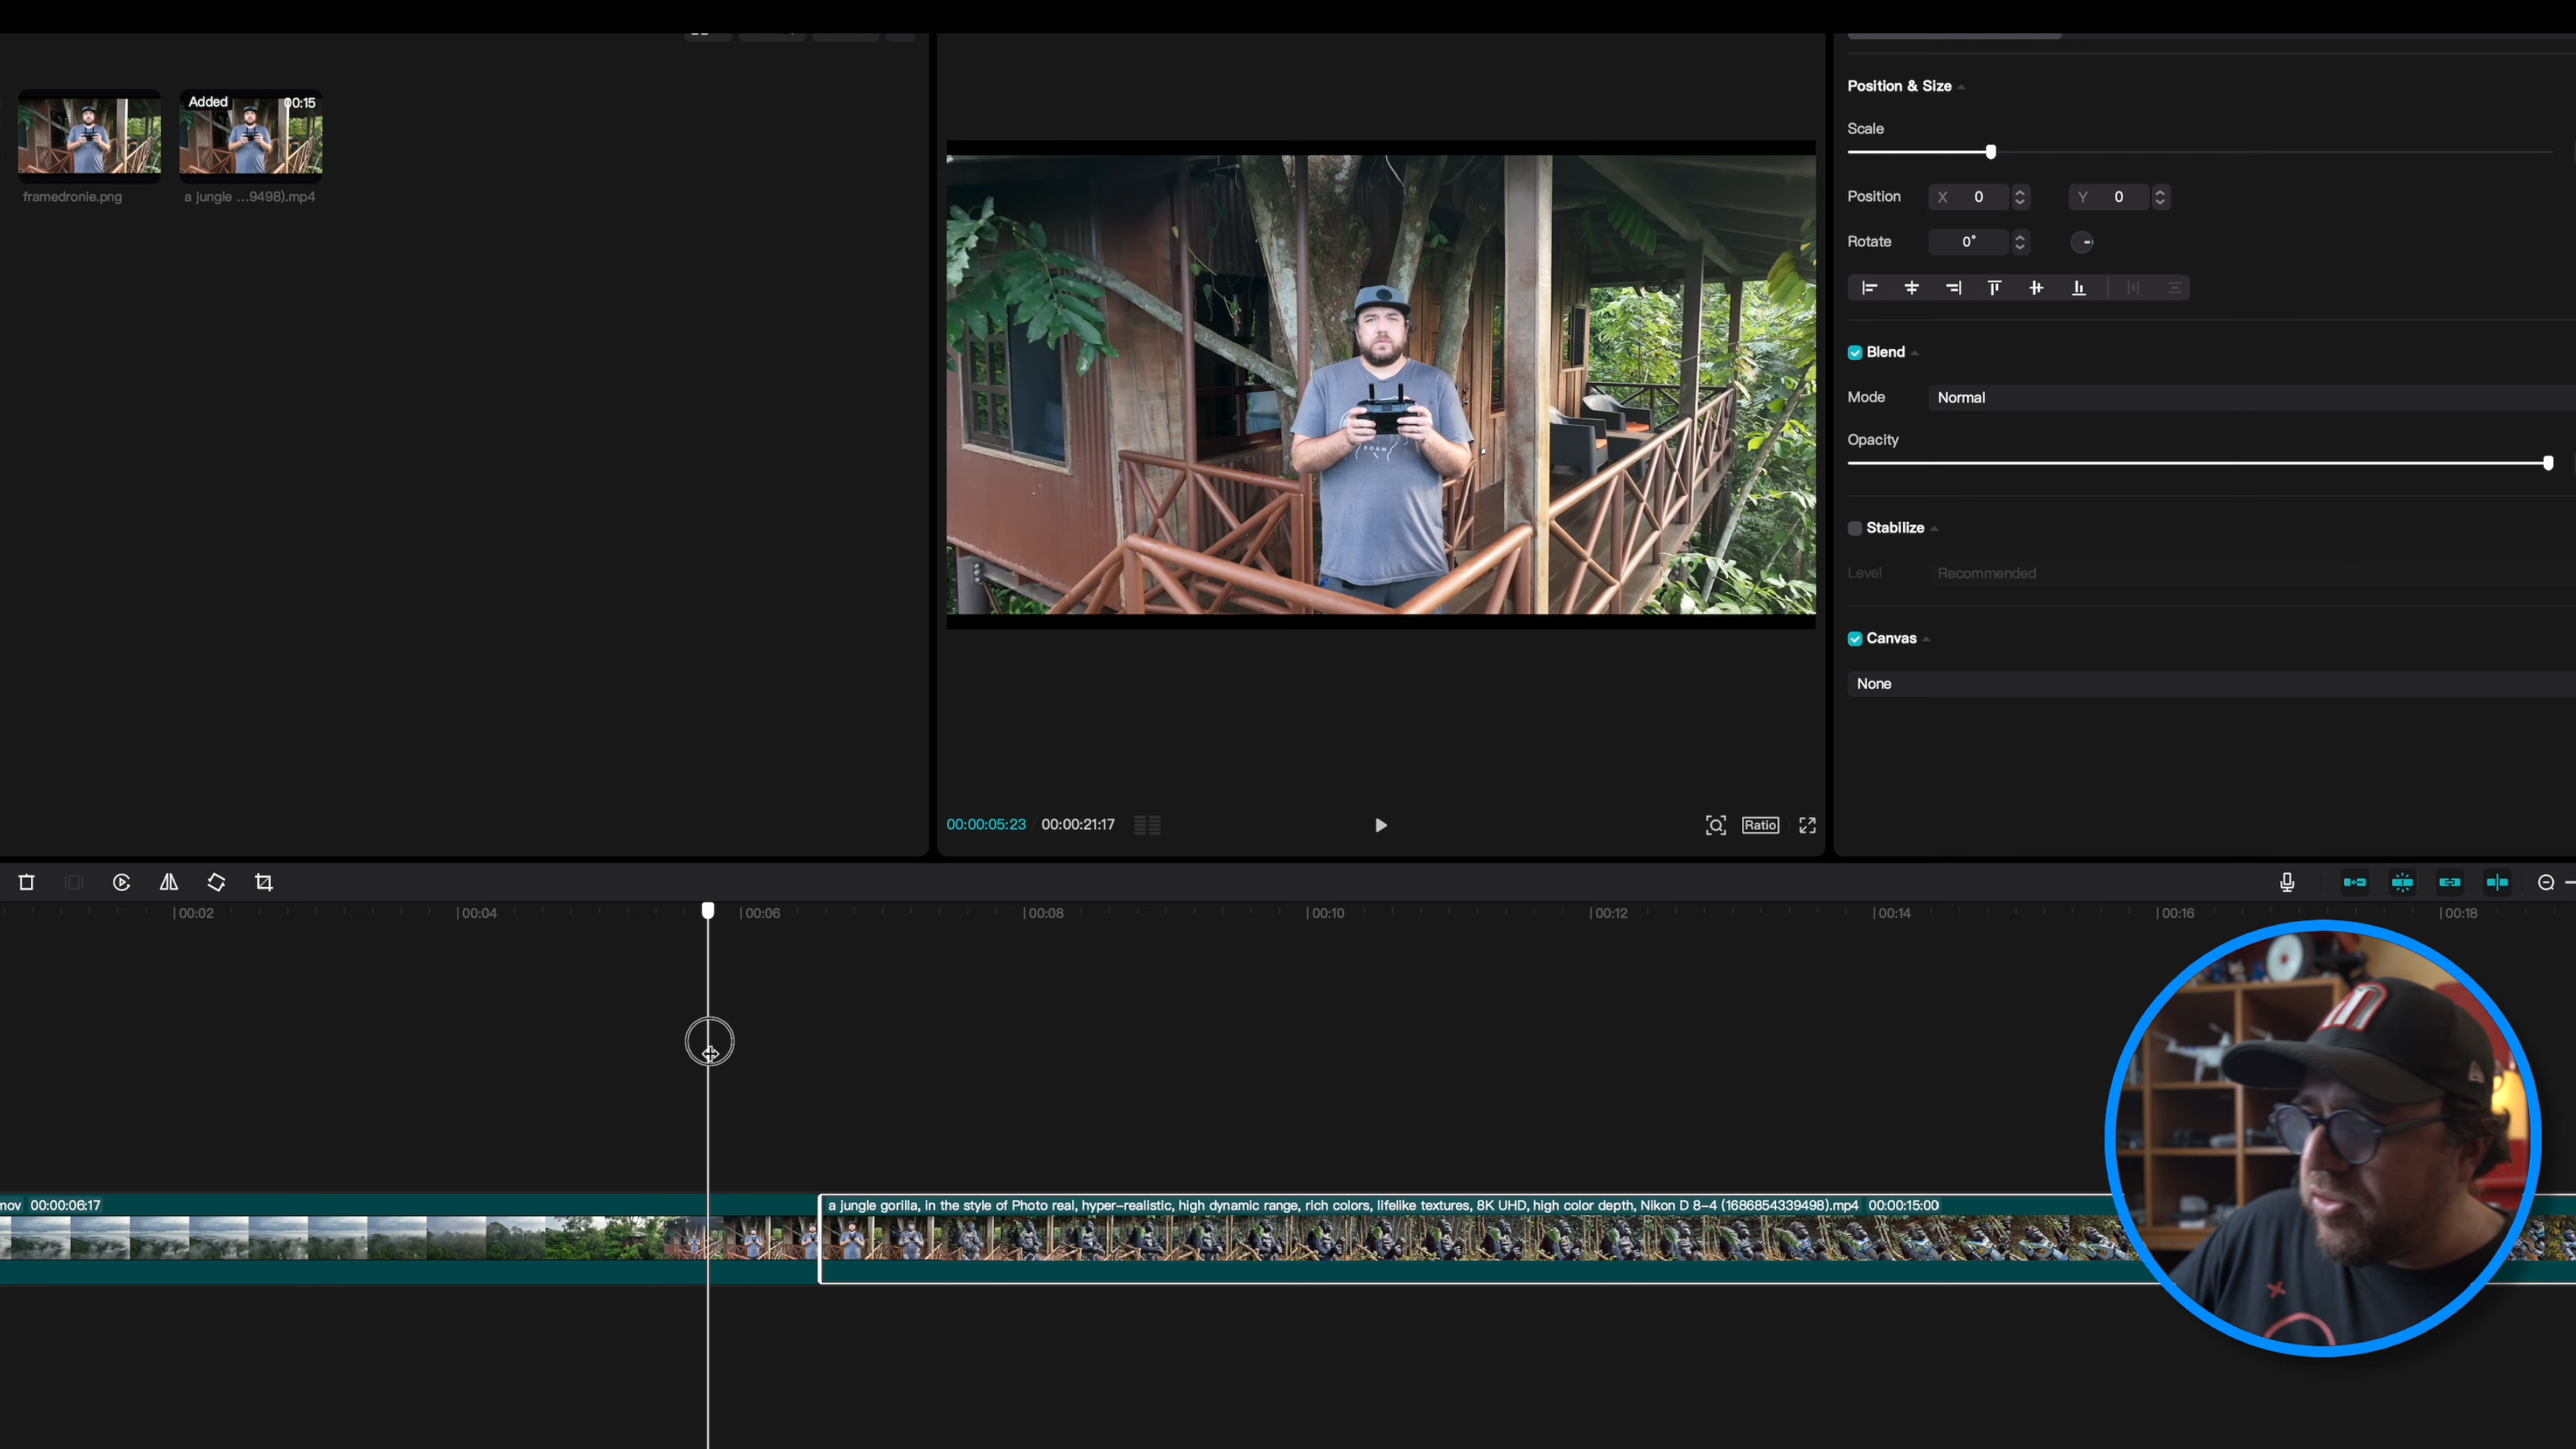 Added 00:15
framedronie.png
a jungle ...9498).mp4
Position & Size
Scale
Position X 0 Y 0
Rotate 0°
Blend
Mode Normal
Opacity
Stabilize
Level Recommended
Canvas
None
ROAM
00:00:05:23 00:00:21:17
Ratio
00:02 00:04 00:06 00:08 00:10 00:12 00:14 00:16 00:18
mov 00:00:06:17
a jungle gorilla, in the style of Photo real, hyper-realistic, high dynamic range, rich colors, lifelike textures, 8K UHD, high color depth, Nikon D 8-4 (1686854339498).mp4 00:00:15:00